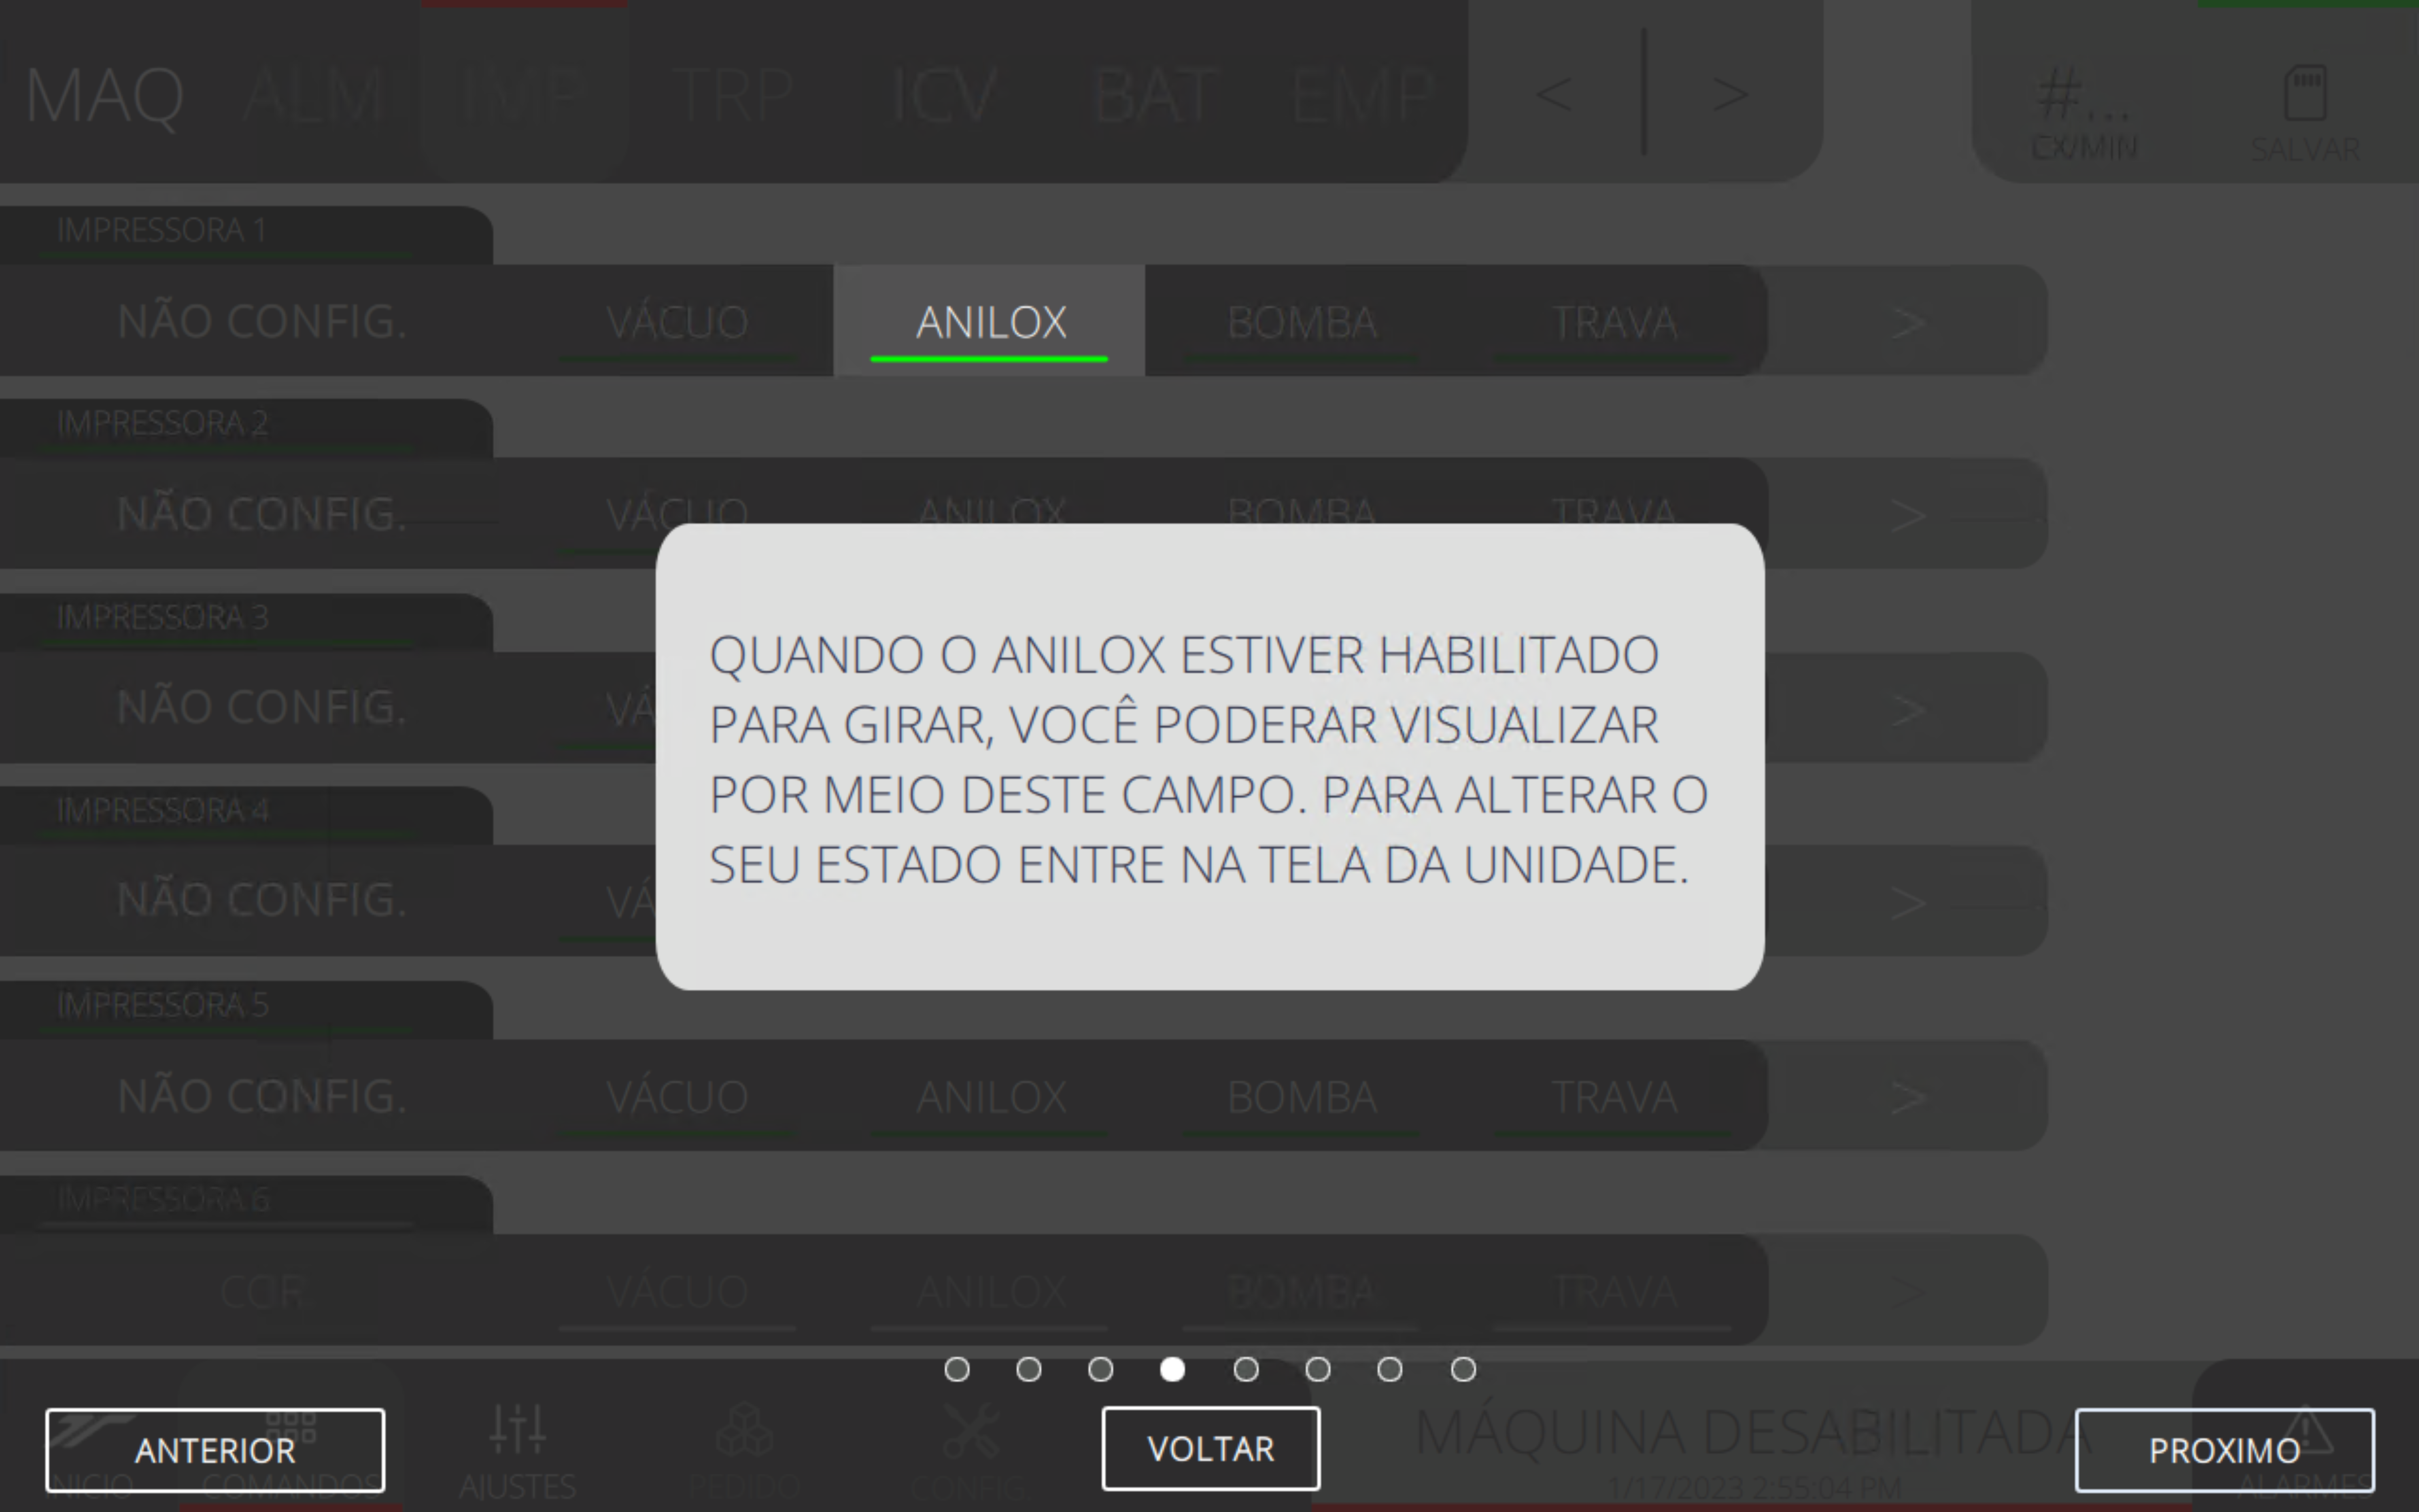 MAQ ALM IMP TRP ICV BAT EMP < > #... CX/MIN SALVAR
IMPRESSORA 1
NÃO CONFIG. VÁCUO ANILOX BOMBA TRAVA >
IMPRESSORA 2
NÃO CONFIG. VÁCUO ANILOX BOMBA TRAVA >
IMPRESSORA 3
NÃO CONFIG. VÁ >
IMPRESSORA 4
NÃO CONFIG. VÁ >
QUANDO O ANILOX ESTIVER HABILITADO
PARA GIRAR, VOCÊ PODERAR VISUALIZAR
POR MEIO DESTE CAMPO. PARA ALTERAR O
SEU ESTADO ENTRE NA TELA DA UNIDADE.
IMPRESSORA 5
NÃO CONFIG. VÁCUO ANILOX BOMBA TRAVA >
IMPRESSORA 6
COR. VÁCUO ANILOX BOMBA TRAVA >
ANTERIOR VOLTAR PROXIMO
INICIO COMANDOS AJUSTES PEDIDO CONFIG. MÁQUINA DESABILITADA ALARMES
1/17/2023 2:55:04 PM